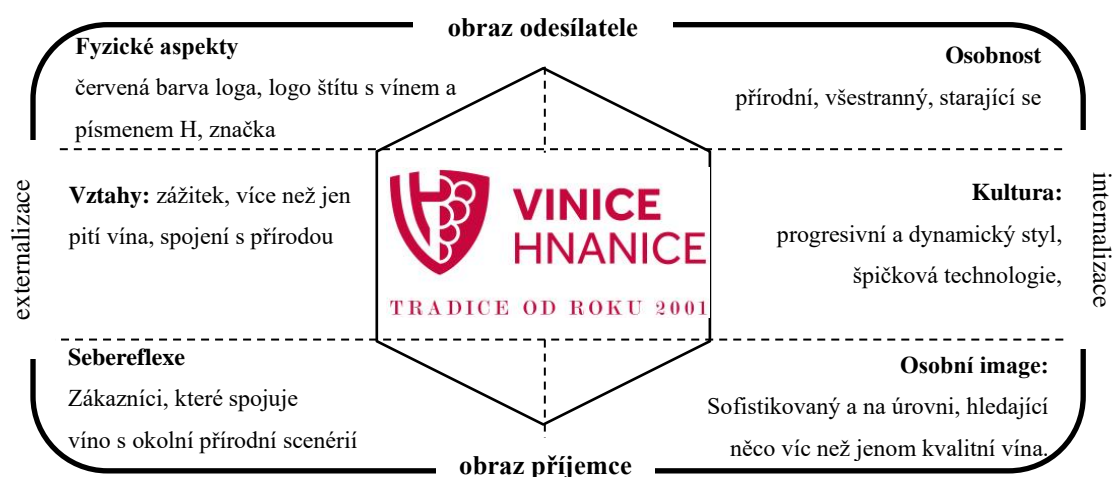 obraz odesílatele
Fyzické aspekty
červená barva loga, logo štítu s vínem a
písmenem H, značka
Osobnost
přírodní, všestranný, starající se
externalizace
Vztahy: zážitek, více než jen
pití vína, spojení s přírodou
VINICE
HNANICE
TRADICE OD ROKU 2001
Kultura:
progresivní a dynamický styl,
špičková technologie,
internalizace
Sebereflexe
Zákazníci, které spojuje
víno s okolní přírodní scenérií
Osobní image:
Sofistikovaný a na úrovni, hledající
něco víc než jenom kvalitní vína.
obraz příjemce